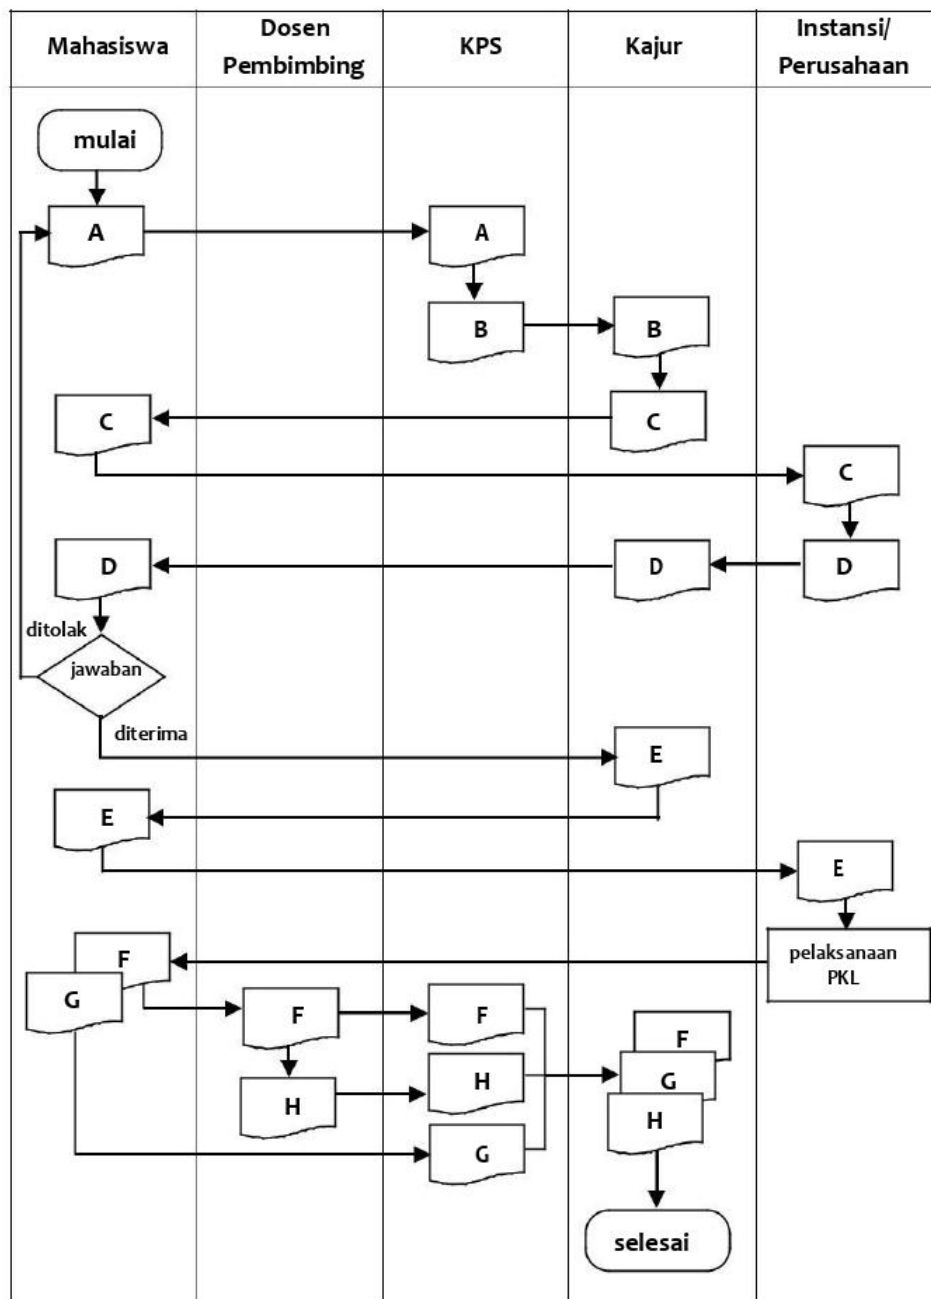 Mahasiswa
Dosen
Pembimbing
KPS
Kajur
Instansi/
Perusahaan
mulai
A
A
B
B
C
C
C
D
D
D
ditolak
jawaban
diterima
E
E
E
pelaksanaan
PKL
F
G
F
F
H
H
G
F
G
H
selesai